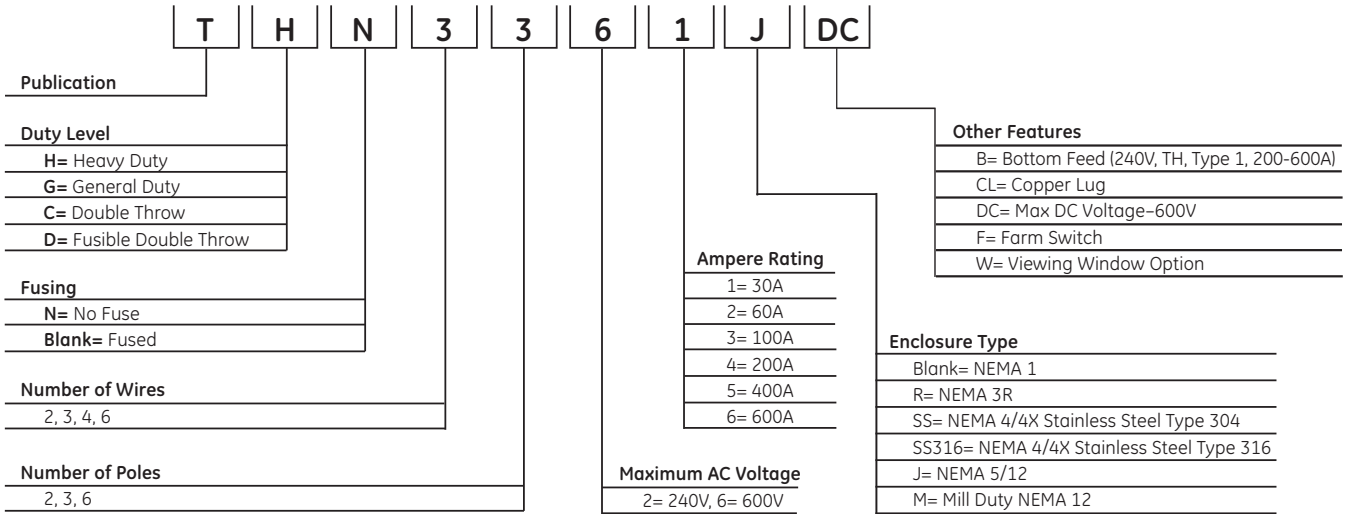 T H N 3 3 6 1 J DC
Publication
Duty Level
H= Heavy Duty
G= General Duty
C= Double Throw
D= Fusible Double Throw
Fusing
N= No Fuse
Blank= Fused
Number of Wires
2, 3, 4, 6
Number of Poles
2, 3, 6
Maximum AC Voltage
2= 240V, 6= 600V
Ampere Rating
1= 30A
2= 60A
3= 100A
4= 200A
5= 400A
6= 600A
Enclosure Type
Blank= NEMA 1
R= NEMA 3R
SS= NEMA 4/4X Stainless Steel Type 304
SS316= NEMA 4/4X Stainless Steel Type 316
J= NEMA 5/12
M= Mill Duty NEMA 12
Other Features
B= Bottom Feed (240V, TH, Type 1, 200-600A)
CL= Copper Lug
DC= Max DC Voltage–600V
F= Farm Switch
W= Viewing Window Option